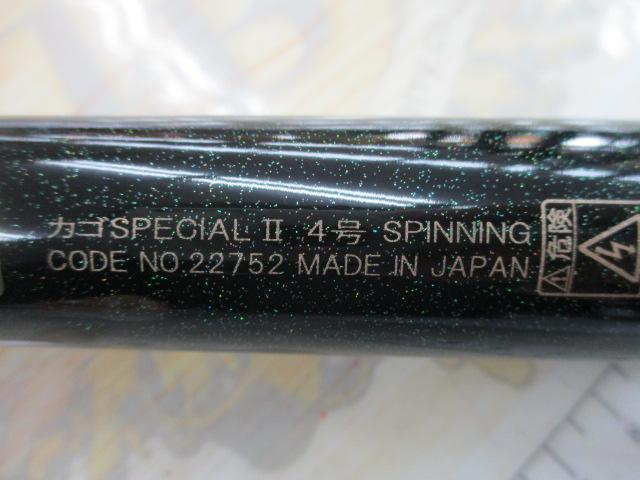 カゴSPECIAL II 4号 SPINNING
CODE NO.22752 MADE IN JAPAN
⚠危険